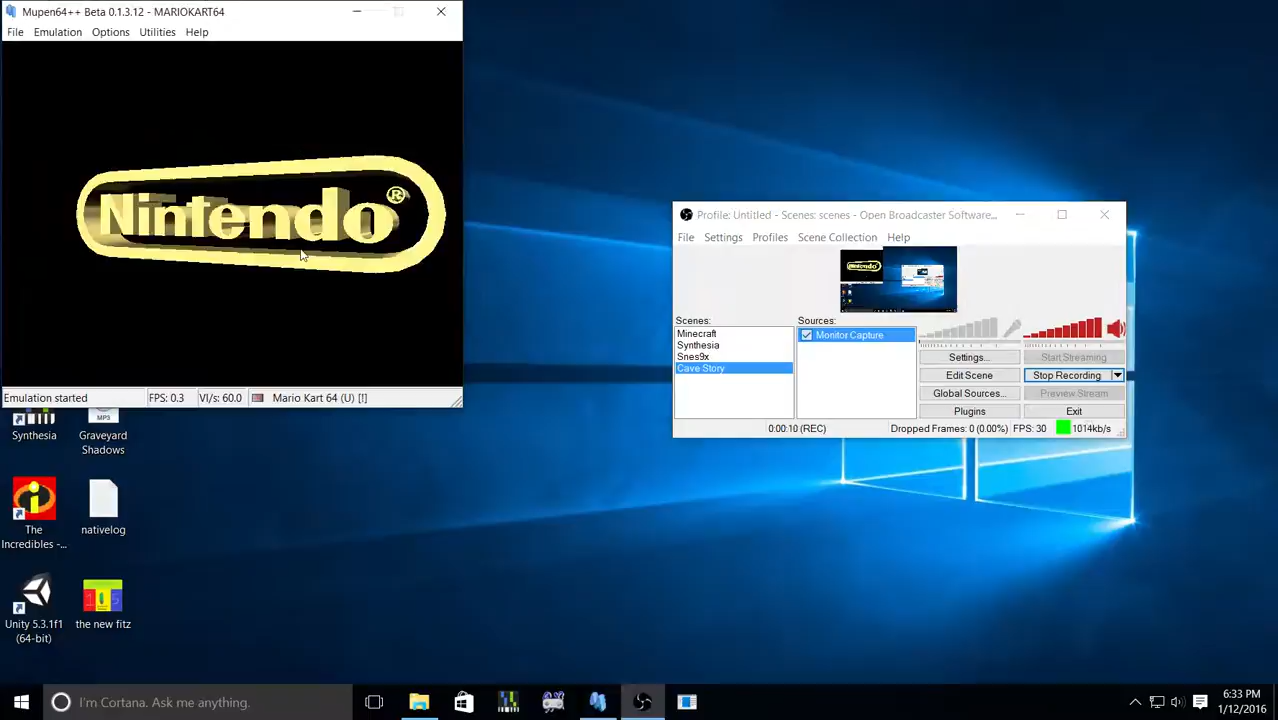 Mupen64++ Beta 0.1.3.12 - MARIOKART64
File Emulation Options Utilities Help
Nintendo®
Emulation started FPS: 0.3 VI/s: 60.0 Mario Kart 64 (U) [!]
Profile: Untitled - Scenes: scenes - Open Broadcaster Software...
File Settings Profiles Scene Collection Help
Nintendo
Scenes:
Minecraft
Synthesia
Snes9x
Cave Story
Sources:
Monitor Capture
Settings... Start Streaming
Edit Scene Stop Recording
Global Sources... Preview Stream
Plugins Exit
0:00:10 (REC) Dropped Frames: 0 (0.00%) FPS: 30 1014kb/s
Synthesia
MP3
Graveyard
Shadows
The
Incredibles -...
nativelog
Unity 5.3.1f1
(64-bit)
the new fitz
I'm Cortana. Ask me anything.
6:33 PM
1/12/2016